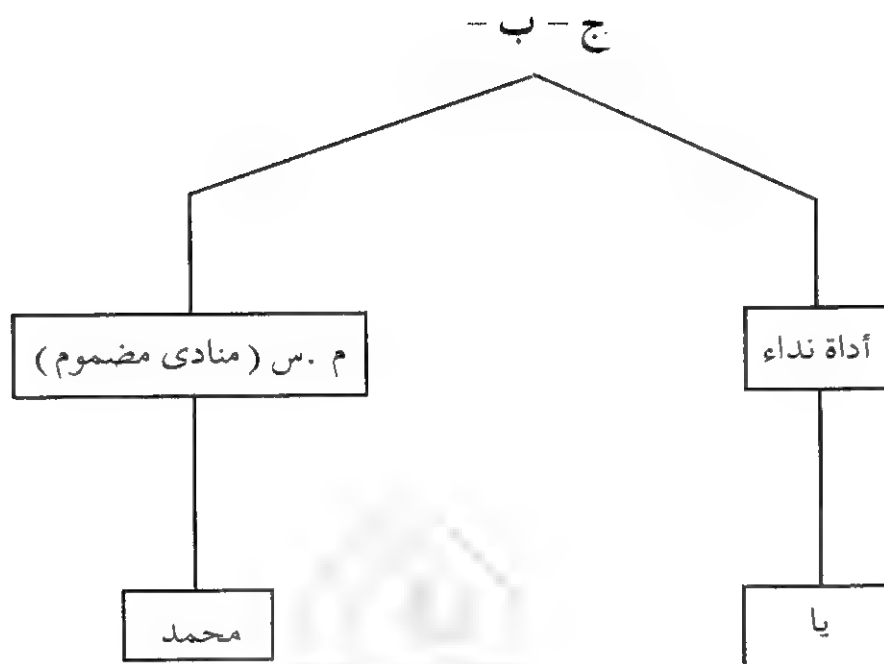 ج - ب -
أداة نداء
م .س ( منادى مضموم )
يا
محمد